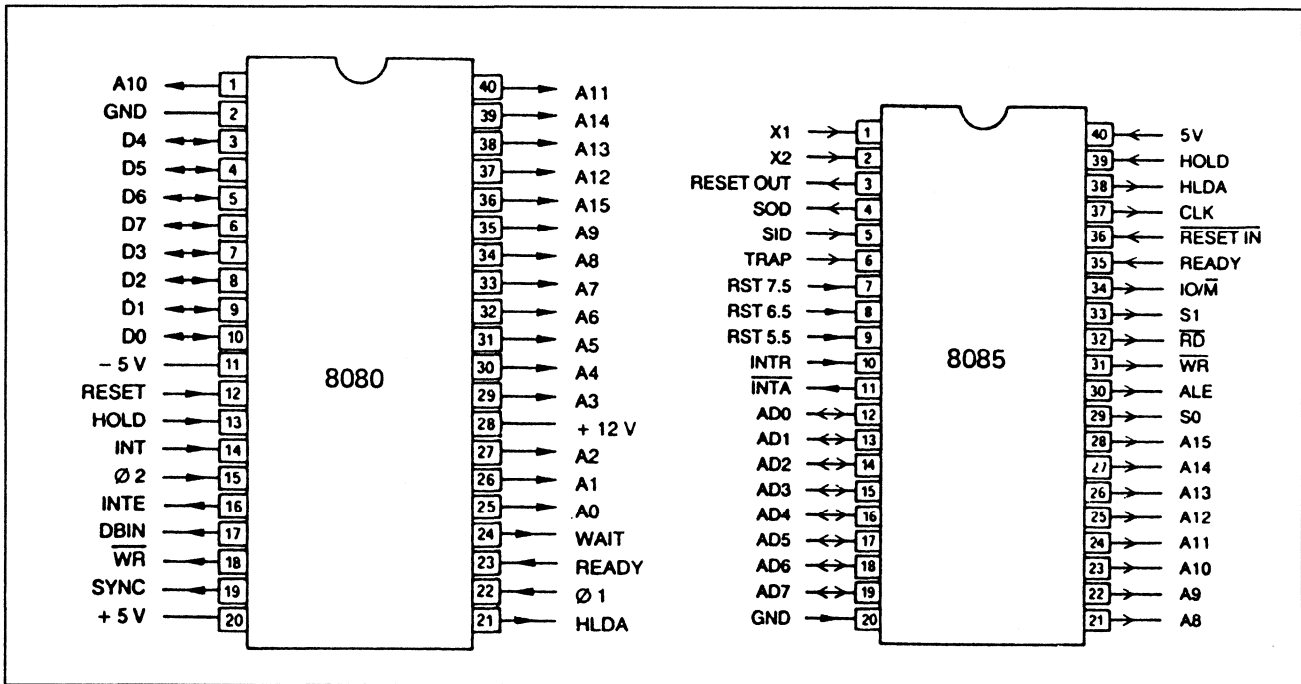 A10 1 40 A11
GND 2 39 A14
D4 3 38 A13
D5 4 37 A12
D6 5 36 A15
D7 6 35 A9
D3 7 34 A8
D2 8 33 A7
D1 9 32 A6
D0 10 31 A5
− 5 V 11 30 A4
RESET 12 29 A3
HOLD 13 28 + 12 V
INT 14 27 A2
Ø 2 15 26 A1
INTE 16 25 A0
DBIN 17 24 WAIT
W̅R̅ 18 23 READY
SYNC 19 22 Ø 1
+ 5 V 20 21 HLDA
8080
X1 1 40 5V
X2 2 39 HOLD
RESET OUT 3 38 HLDA
SOD 4 37 CLK
SID 5 36 R̅E̅S̅E̅T̅ I̅N̅
TRAP 6 35 READY
RST 7.5 7 34 IO/M̅
RST 6.5 8 33 S1
RST 5.5 9 32 R̅D̅
INTR 10 31 W̅R̅
I̅N̅T̅A̅ 11 30 ALE
AD0 12 29 S0
AD1 13 28 A15
AD2 14 27 A14
AD3 15 26 A13
AD4 16 25 A12
AD5 17 24 A11
AD6 18 23 A10
AD7 19 22 A9
GND 20 21 A8
8085